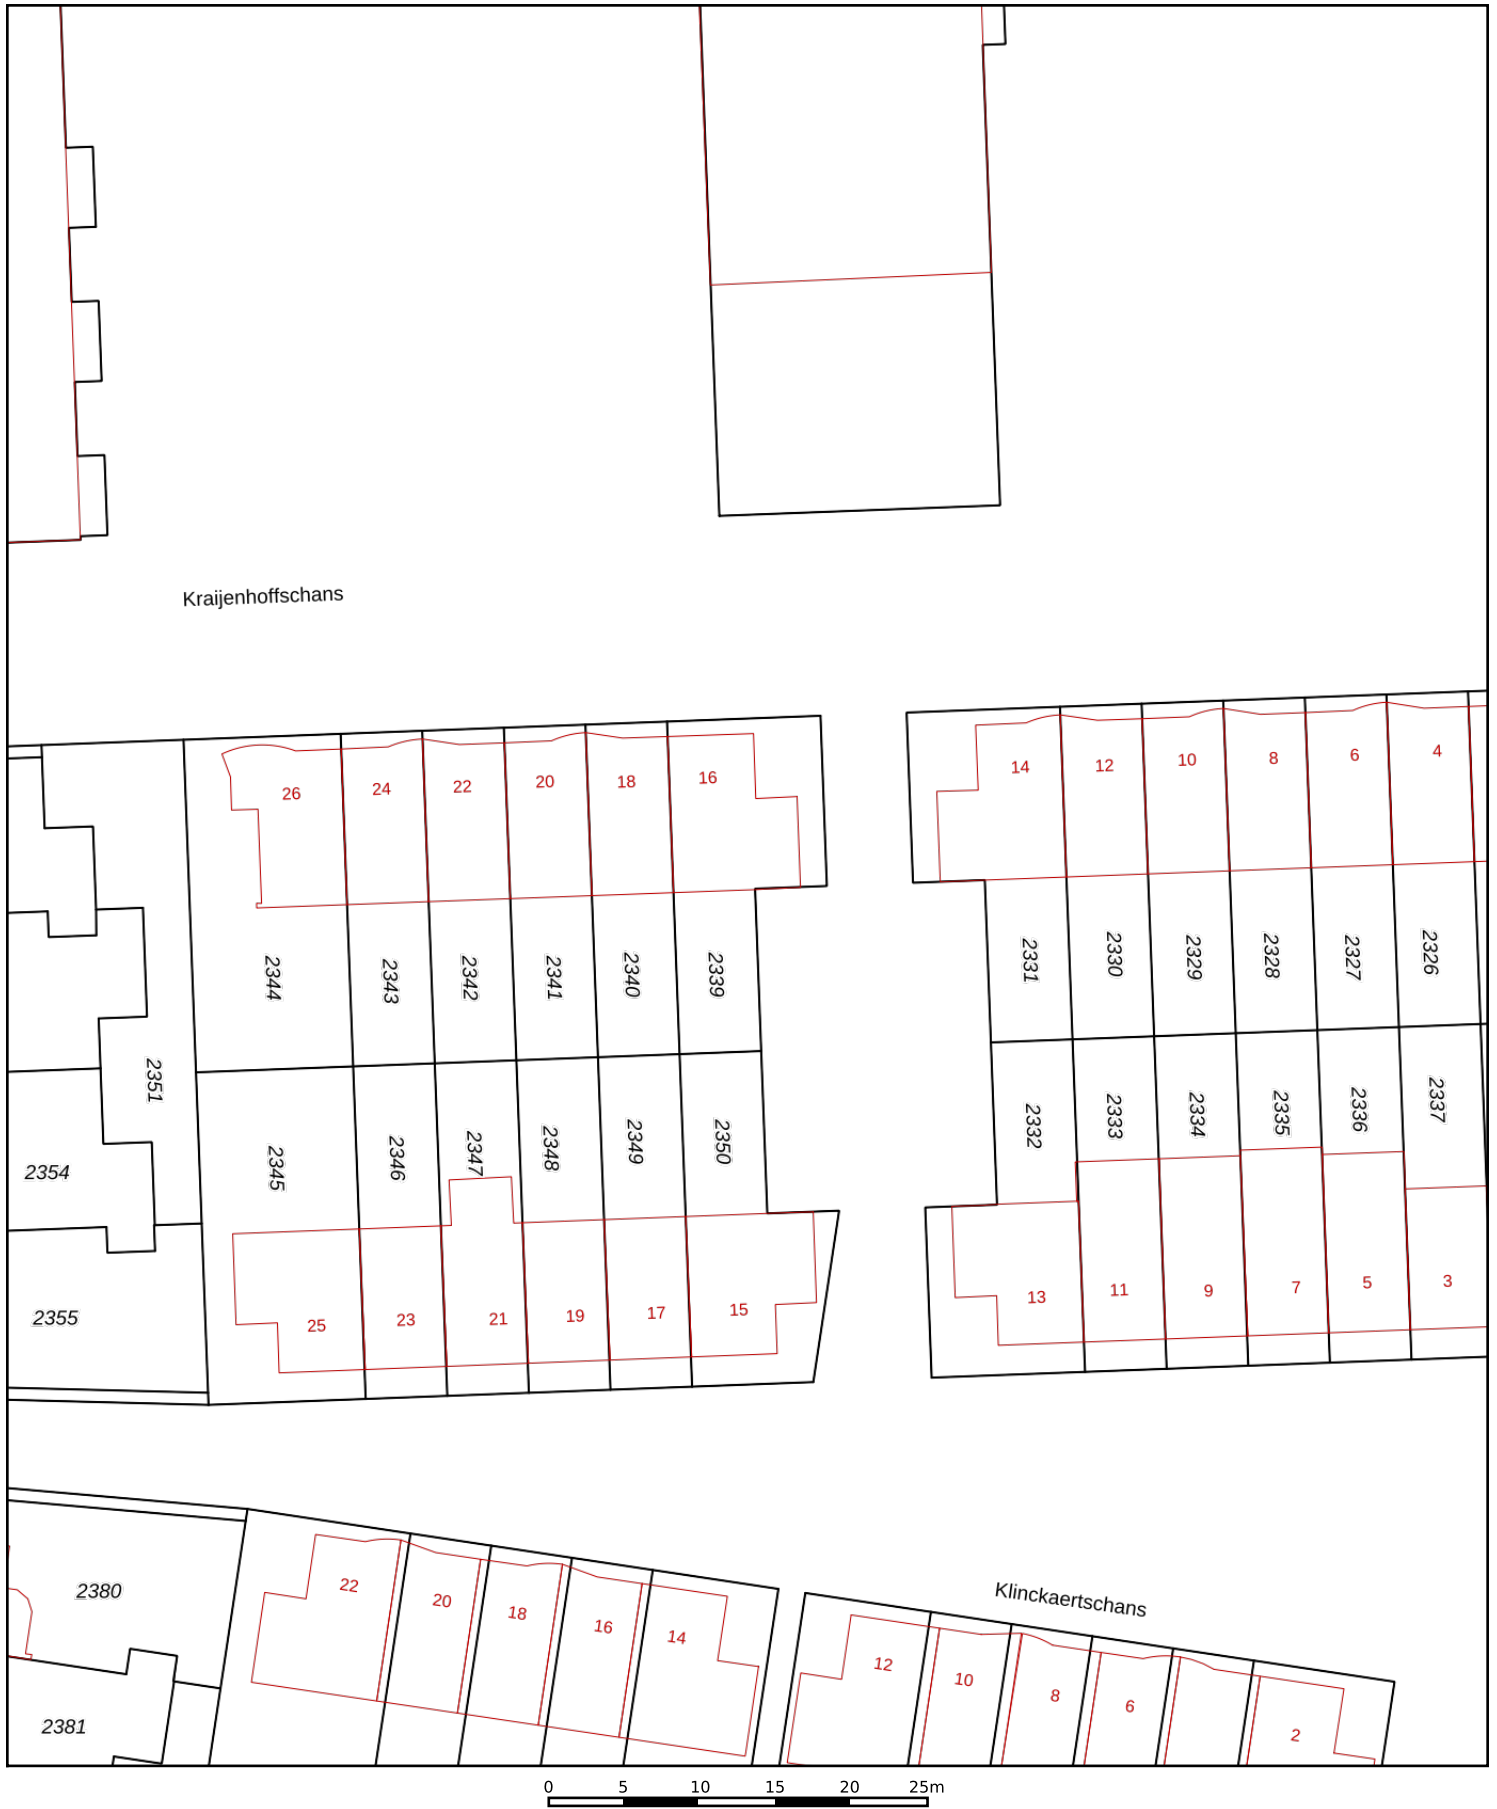 Kraijenhoffschans
26 24 22 20 18 16
14 12 10 8 6 4
2344 2343 2342 2341 2340 2339
2331 2330 2329 2328 2327 2326
2351
2354
2355
2345 2346 2347 2348 2349 2350
2332 2333 2334 2335 2336 2337
25 23 21 19 17 15
13 11 9 7 5 3
2380
2381
22 20 18 16 14
Klinckaertschans
12 10 8 6 2
0 5 10 15 20 25m